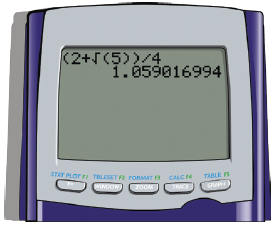 (2+√(5))/4
1.059016994
STAT PLOT F1 TBLSET F2 FORMAT F3 CALC F4 TABLE F5
Y= WINDOW ZOOM TRACE GRAPH